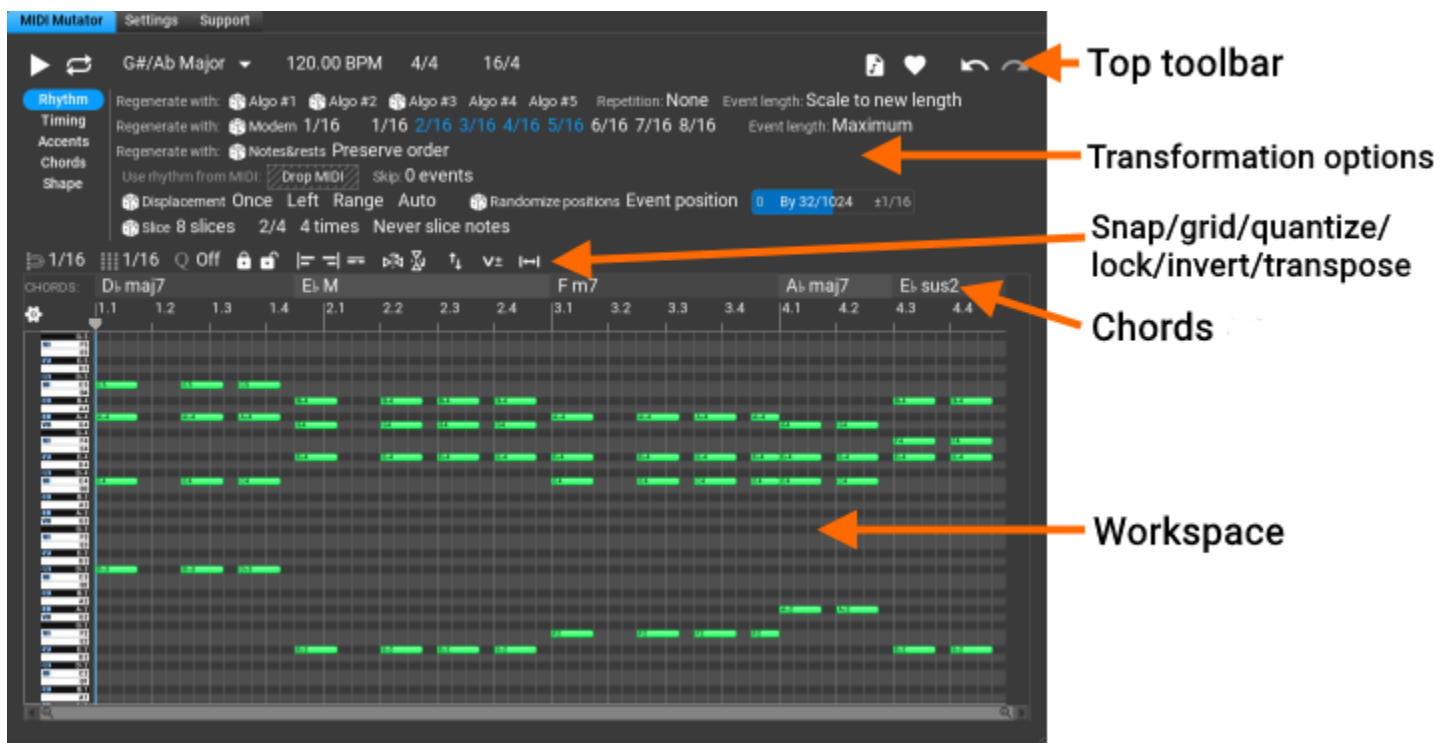 MIDI Mutator Settings Support
G#/Ab Major 120.00 BPM 4/4 16/4
Top toolbar
Rhythm
Timing
Accents
Chords
Shape
Regenerate with: Algo #1 Algo #2 Algo #3 Algo #4 Algo #5 Repetition: None Event length: Scale to new length
Regenerate with: Modern 1/16 1/16 2/16 3/16 4/16 5/16 6/16 7/16 8/16 Event length: Maximum
Regenerate with: Notes&rests Preserve order
Use rhythm from MIDI: Drop MIDI Skip: 0 events
Displacement Once Left Range Auto Randomize positions Event position 0 By 32/1024 ±1/16
Slice 8 slices 2/4 4 times Never slice notes
Transformation options
1/16 1/16 Q Off V±
Snap/grid/quantize/
lock/invert/transpose
CHORDS: D♭ maj7 E♭ M F m7 A♭ maj7 E♭ sus2
Chords
1.1 1.2 1.3 1.4 2.1 2.2 2.3 2.4 3.1 3.2 3.3 3.4 4.1 4.2 4.3 4.4
Workspace